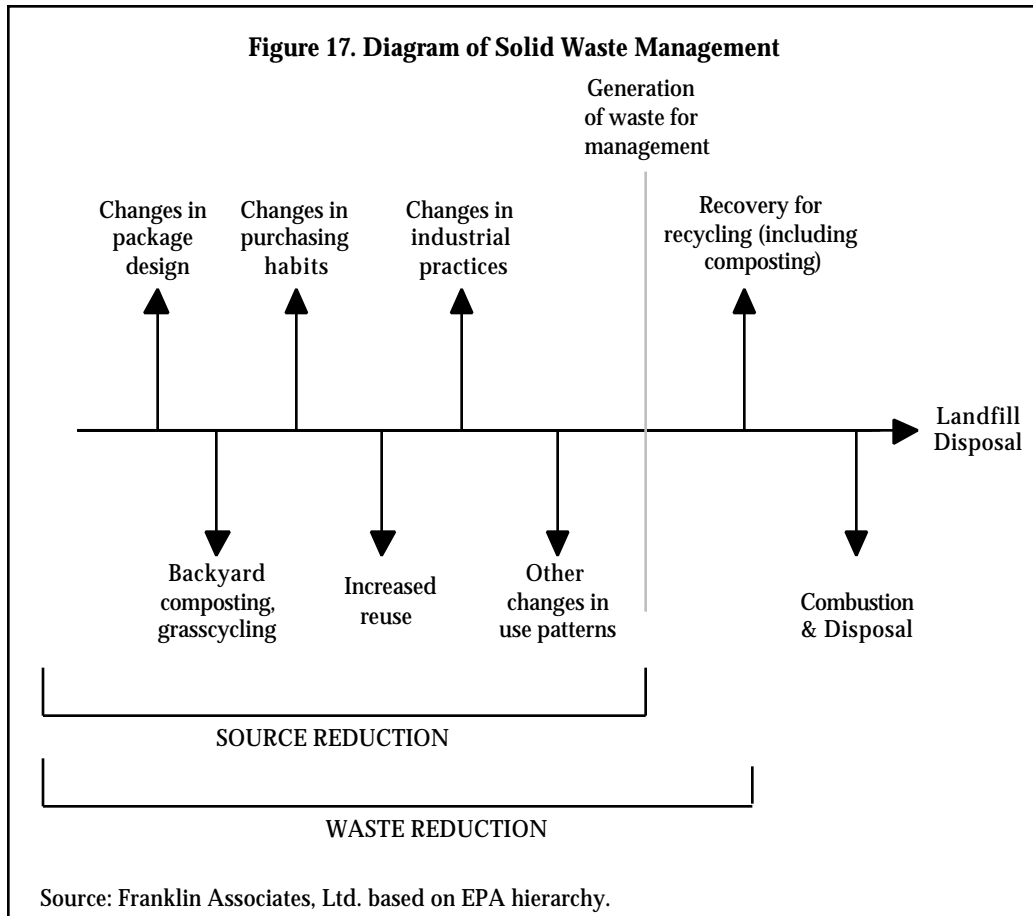 Figure 17. Diagram of Solid Waste Management
Generation
of waste for
management
Changes in
package
design
Changes in
purchasing
habits
Changes in
industrial
practices
Recovery for
recycling (including
composting)
Landfill
Disposal
Backyard
composting,
grasscycling
Increased
reuse
Other
changes in
use patterns
Combustion
& Disposal
SOURCE REDUCTION
WASTE REDUCTION
Source: Franklin Associates, Ltd. based on EPA hierarchy.